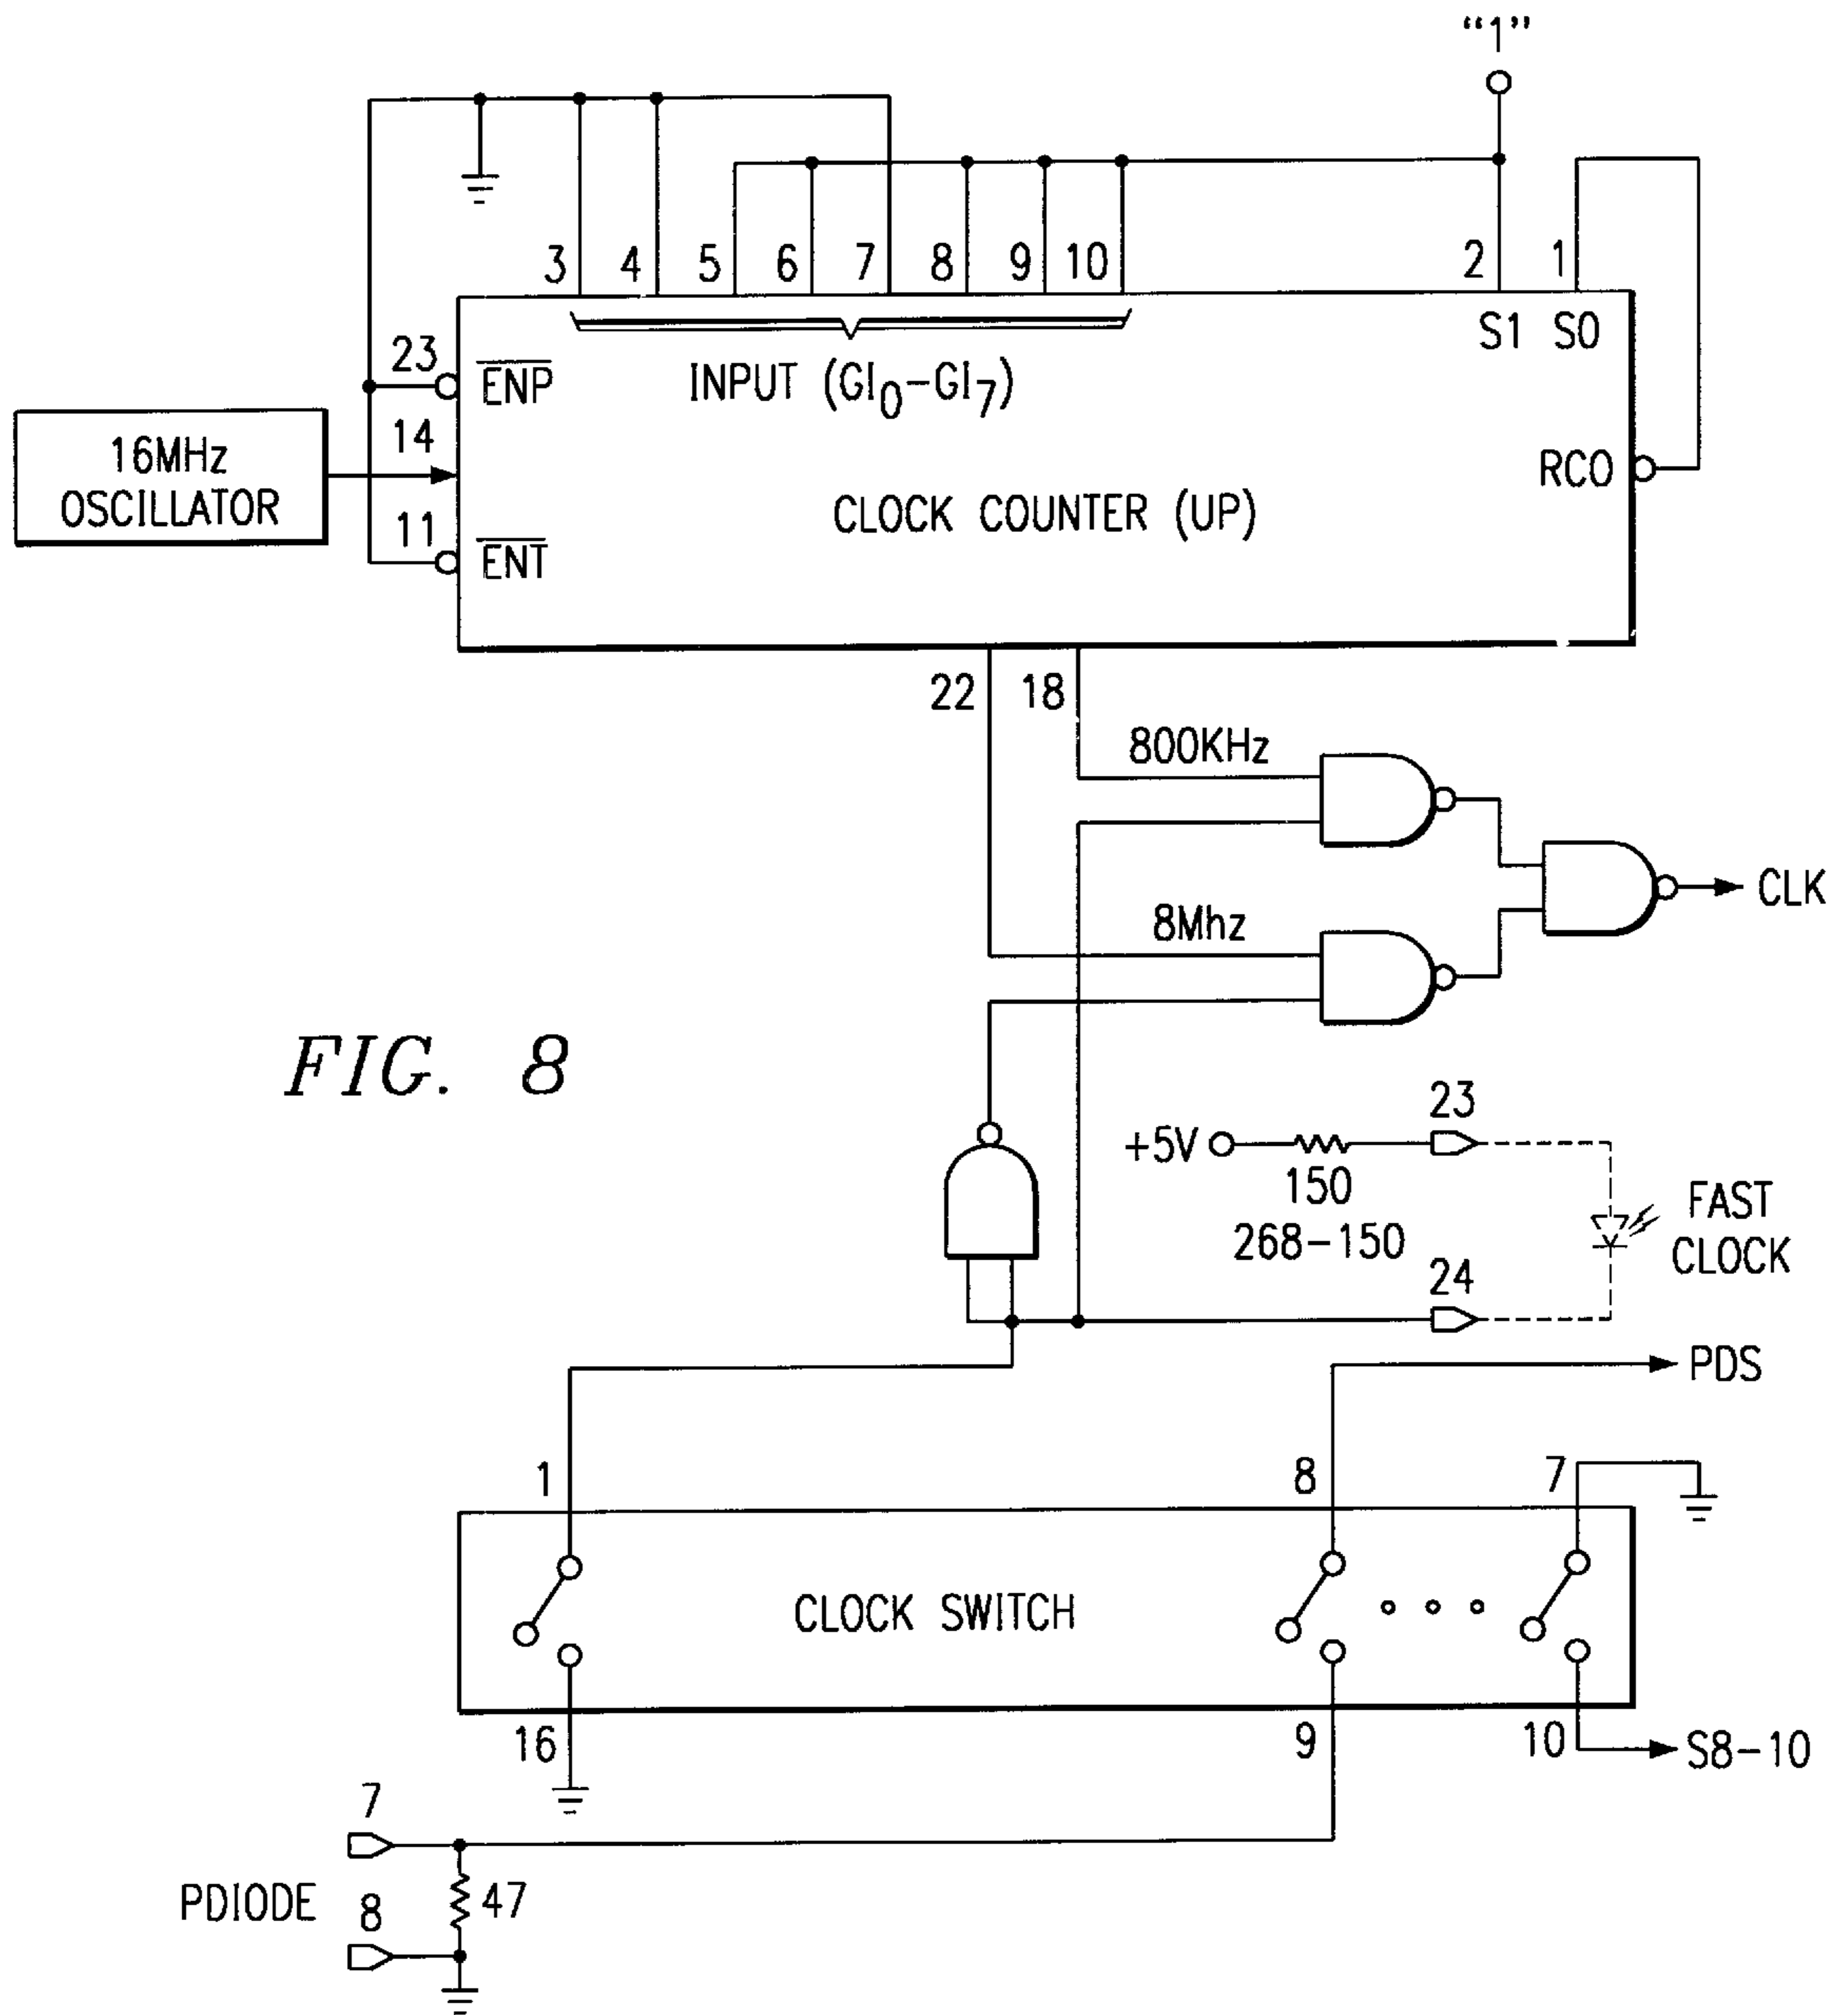 “1”
3 4 5 6 7 8 9 10 2 1
S1 S0
INPUT (GI0–GI7)
23 ENP
14
16MHz
OSCILLATOR
RCO
CLOCK COUNTER (UP)
11 ENT
22 18
800KHz
CLK
8Mhz
FIG. 8
23
+5V
150
268–150
FAST
CLOCK
24
PDS
1 8 7
CLOCK SWITCH
16 9 10
S8–10
7
PDIODE
8
47